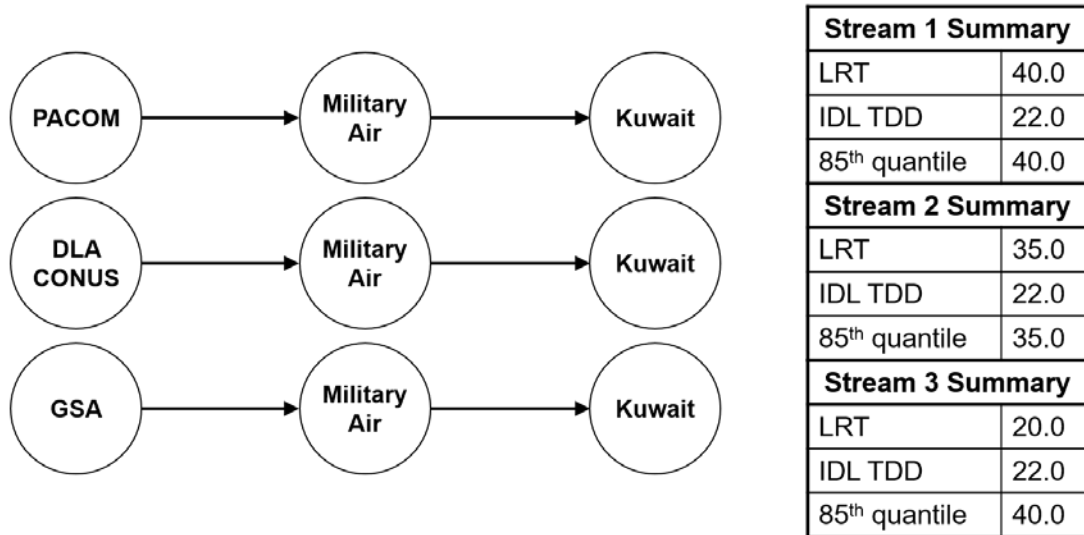 PACOM
Military
Air
Kuwait
DLA
CONUS
Military
Air
Kuwait
GSA
Military
Air
Kuwait
Stream 1 Summary
LRT 40.0
IDL TDD 22.0
85th quantile 40.0
Stream 2 Summary
LRT 35.0
IDL TDD 22.0
85th quantile 35.0
Stream 3 Summary
LRT 20.0
IDL TDD 22.0
85th quantile 40.0